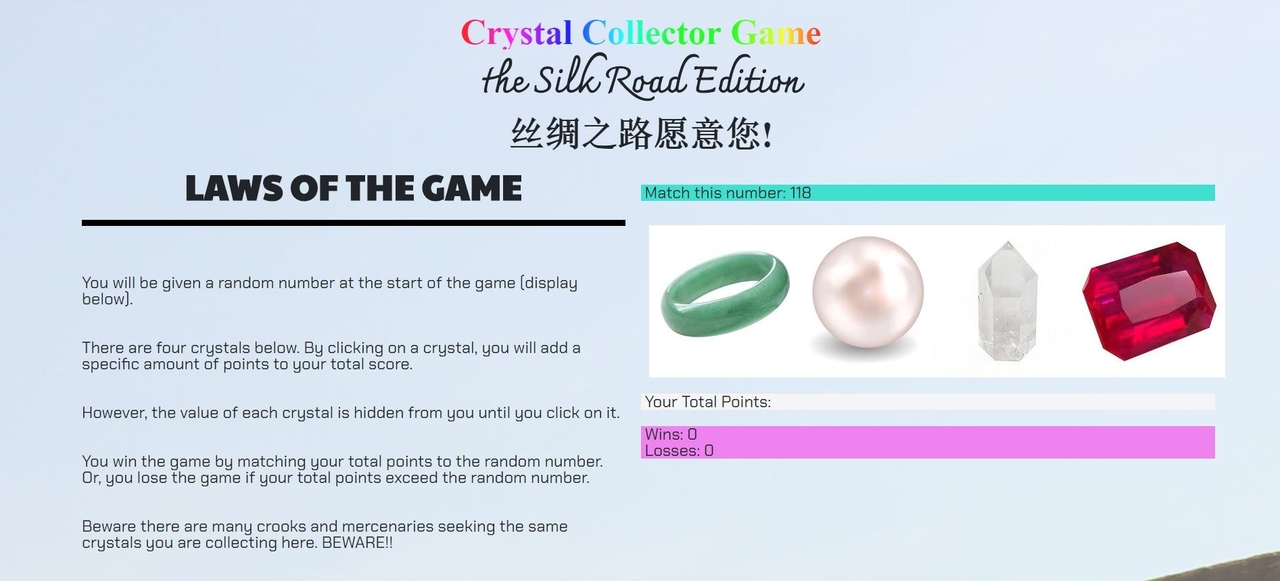 Crystal Collector Game
the Silk Road Edition
丝绸之路愿意您!
LAWS OF THE GAME
You will be given a random number at the start of the game (display
below).
There are four crystals below. By clicking on a crystal, you will add a
specific amount of points to your total score.
However, the value of each crystal is hidden from you until you click on it.
You win the game by matching your total points to the random number.
Or, you lose the game if your total points exceed the random number.
Beware there are many crooks and mercenaries seeking the same
crystals you are collecting here. BEWARE!!
Match this number: 118
Your Total Points:
Wins: 0
Losses: 0